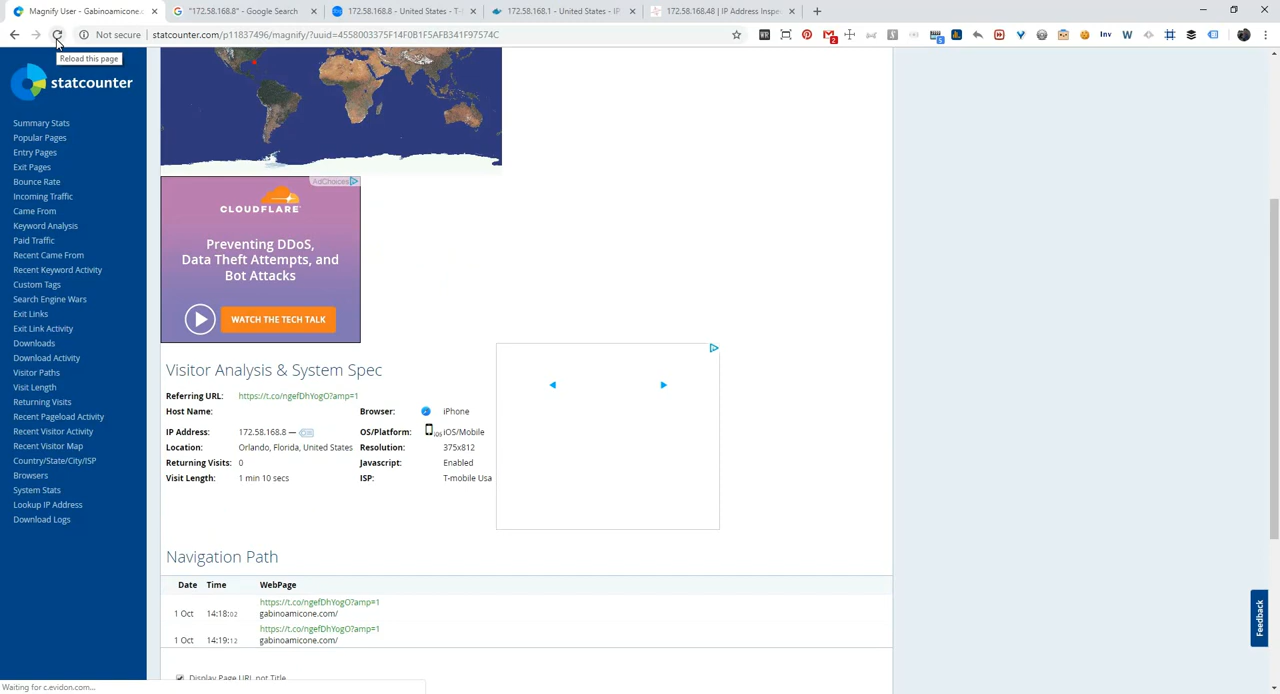 Magnify User - Gabinoamicone.c
"172.58.168.8" - Google Search
172.58.168.8 - United States - T-
172.58.168.1 - United States - IP
172.58.168.48 | IP Address Inspe
Not secure
statcounter.com/p11837496/magnify/?uuid=4558003375F14F0B1F5AFB341F97574C
Reload this page
statcounter
Summary Stats
Popular Pages
Entry Pages
Exit Pages
Bounce Rate
Incoming Traffic
Came From
Keyword Analysis
Paid Traffic
Recent Came From
Recent Keyword Activity
Custom Tags
Search Engine Wars
Exit Links
Exit Link Activity
Downloads
Download Activity
Visitor Paths
Visit Length
Returning Visits
Recent Pageload Activity
Recent Visitor Activity
Recent Visitor Map
Country/State/City/ISP
Browsers
System Stats
Lookup IP Address
Download Logs
AdChoices
CLOUDFLARE
Preventing DDoS,
Data Theft Attempts, and
Bot Attacks
WATCH THE TECH TALK
Visitor Analysis & System Spec
Referring URL: https://t.co/ngefDhYogO?amp=1
Host Name: Browser: iPhone
IP Address: 172.58.168.8 — OS/Platform: iOS iOS/Mobile
Location: Orlando, Florida, United States Resolution: 375x812
Returning Visits: 0 Javascript: Enabled
Visit Length: 1 min 10 secs ISP: T-mobile Usa
Navigation Path
Date Time WebPage
https://t.co/ngefDhYogO?amp=1
1 Oct 14:18:02 gabinoamicone.com/
https://t.co/ngefDhYogO?amp=1
1 Oct 14:19:12 gabinoamicone.com/
Display Page URL not Title
Feedback
Waiting for c.evidon.com...